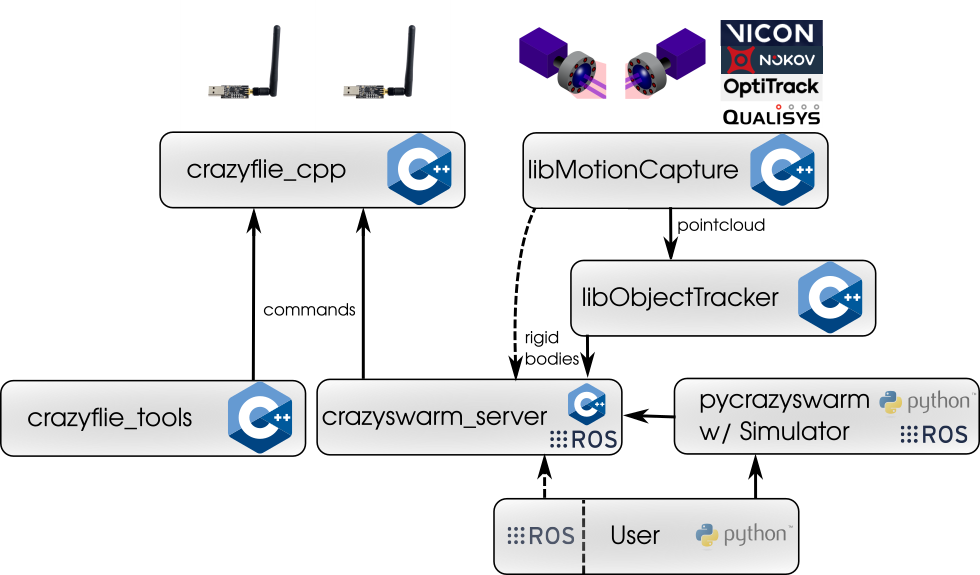 VICON
NOKOV
OptiTrack
QUALISYS
crazyflie_cpp
C++
libMotionCapture
C++
pointcloud
libObjectTracker
C++
commands
rigid
bodies
crazyflie_tools
C++
crazyswarm_server
C++
ROS
pycrazyswarm
python™
w/ Simulator
ROS
ROS
User
python™